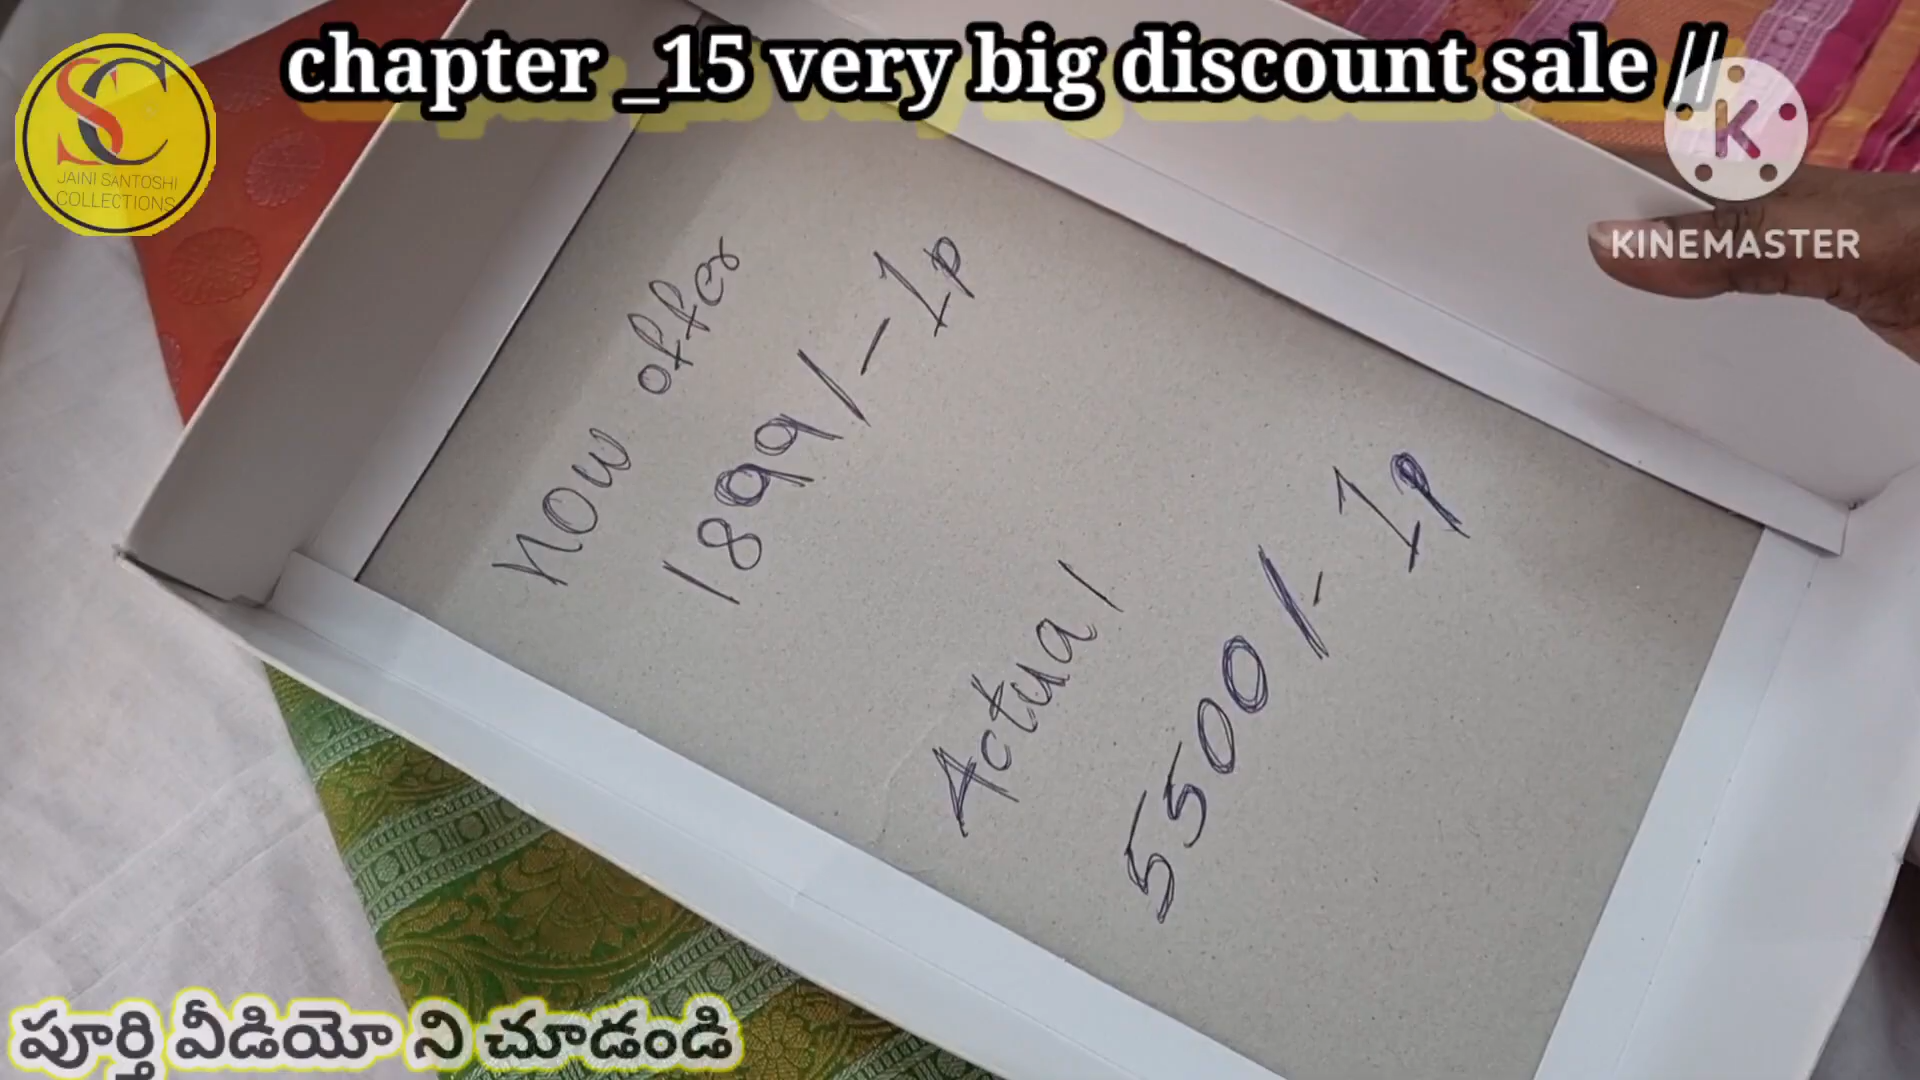 chapter _15 very big discount sale //
SC
JAINI SANTOSHI
COLLECTIONS
K
KINEMASTER
now offer
1899/- 1p
Actual
5500/- 1p
పూర్తి వీడియో ని చూడండి